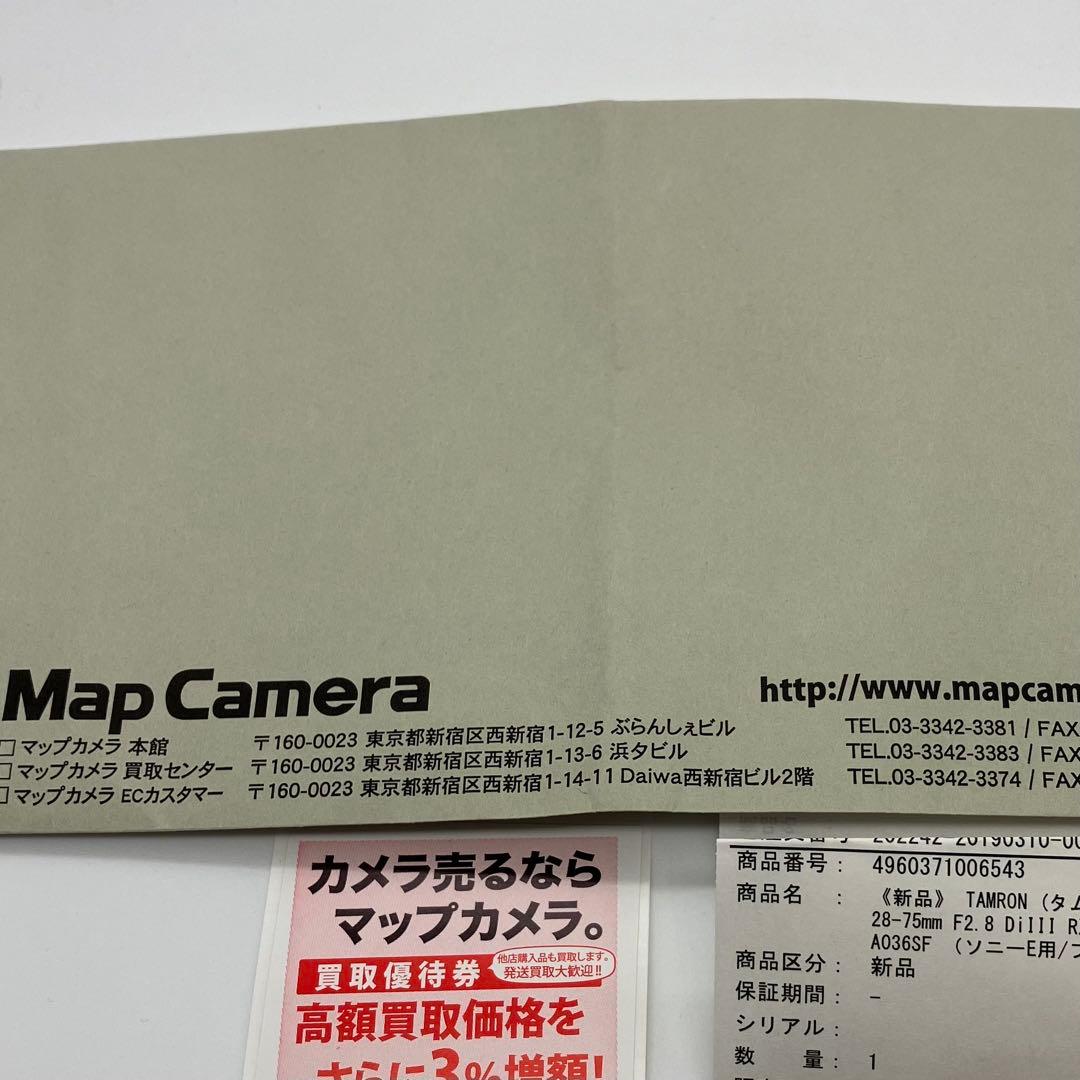 Map Camera
http://www.mapcam
□ マップカメラ 本館 〒160-0023 東京都新宿区西新宿1-12-5 ぶらんしぇビル TEL.03-3342-3381 / FAX
□ マップカメラ 買取センター 〒160-0023 東京都新宿区西新宿1-13-6 浜夕ビル TEL.03-3342-3383 / FAX
□ マップカメラ ECカスタマー 〒160-0023 東京都新宿区西新宿1-14-11 Daiwa西新宿ビル2階 TEL.03-3342-3374 / FAX
カメラ売るなら
マップカメラ。
買取優待券
他店購入品も買取します。
発送買取大歓迎!!
高額買取価格を
さらに3%増額!
商品番号: 4960371006543
商品名 : 《新品》 TAMRON (タム
28-75mm F2.8 DiIII R
A036SF (ソニーE用/フ
商品区分: 新品
保証期間: -
シリアル:
数 量: 1